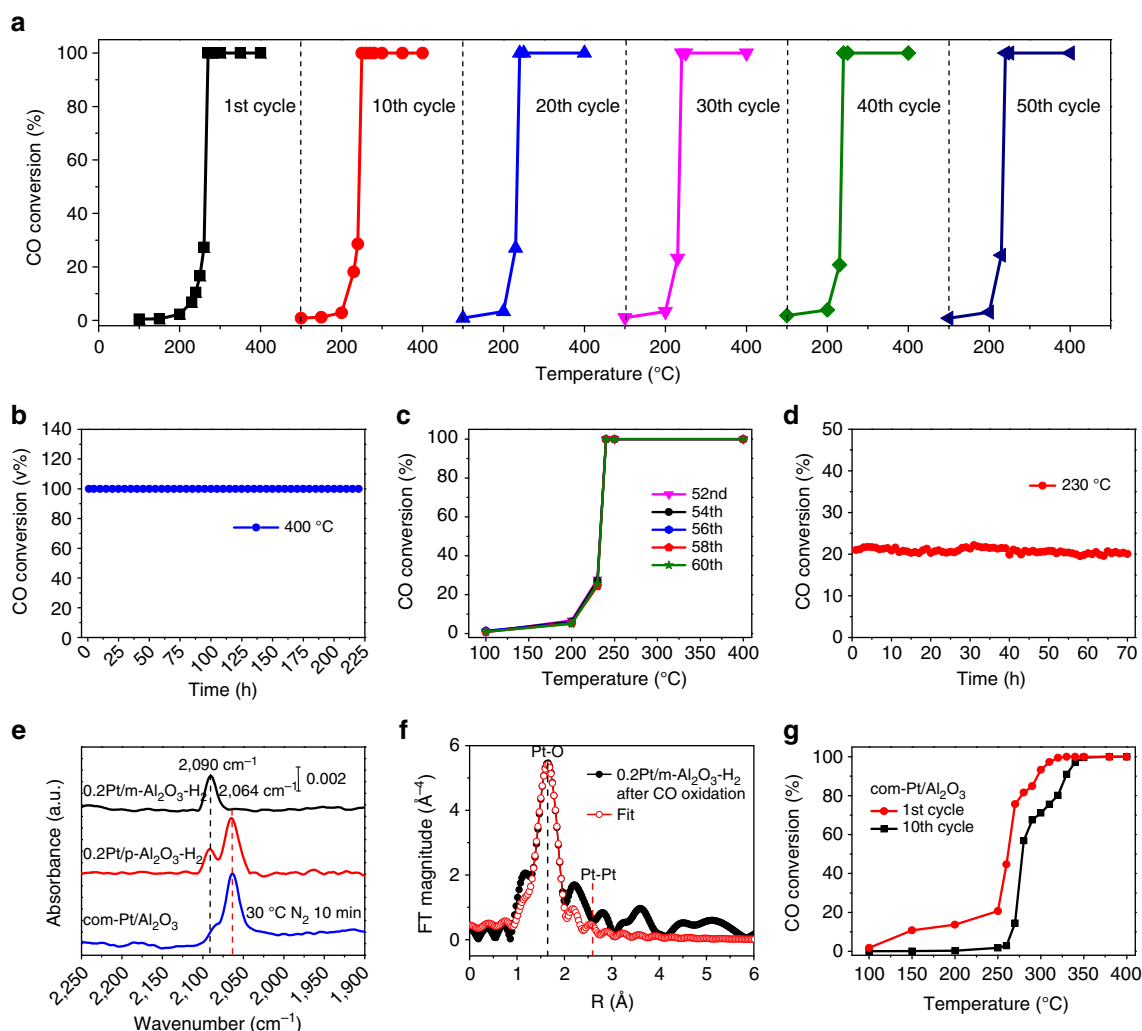 a
CO conversion (%)
100
80
60
40
20
0
1st cycle
10th cycle
20th cycle
30th cycle
40th cycle
50th cycle
0 200 400 200 400 200 400 200 400 200 400 200 400
Temperature (°C)
b
CO conversion (v%)
140
120
100
80
60
40
20
0
400 °C
0 25 50 75 100 125 150 175 200 225
Time (h)
c
CO conversion (%)
100
80
60
40
20
0
52nd
54th
56th
58th
60th
100 150 200 250 300 350 400
Temperature (°C)
d
CO conversion (%)
50
40
30
20
10
0
230 °C
0 10 20 30 40 50 60 70
Time (h)
e
Absorbance (a.u.)
2,090 cm⁻¹
0.002
0.2Pt/m-Al₂O₃-H₂
2,064 cm⁻¹
0.2Pt/p-Al₂O₃-H₂
com-Pt/Al₂O₃
30 °C N₂ 10 min
2,250 2,200 2,150 2,100 2,050 2,000 1,950 1,900
Wavenumber (cm⁻¹)
f
FT magnitude (Å⁻⁴)
6
4
2
0
Pt-O
0.2Pt/m-Al₂O₃-H₂
after CO oxidation
Fit
Pt-Pt
0 1 2 3 4 5 6
R (Å)
g
CO conversion (%)
100
80
60
40
20
0
com-Pt/Al₂O₃
1st cycle
10th cycle
100 150 200 250 300 350 400
Temperature (°C)